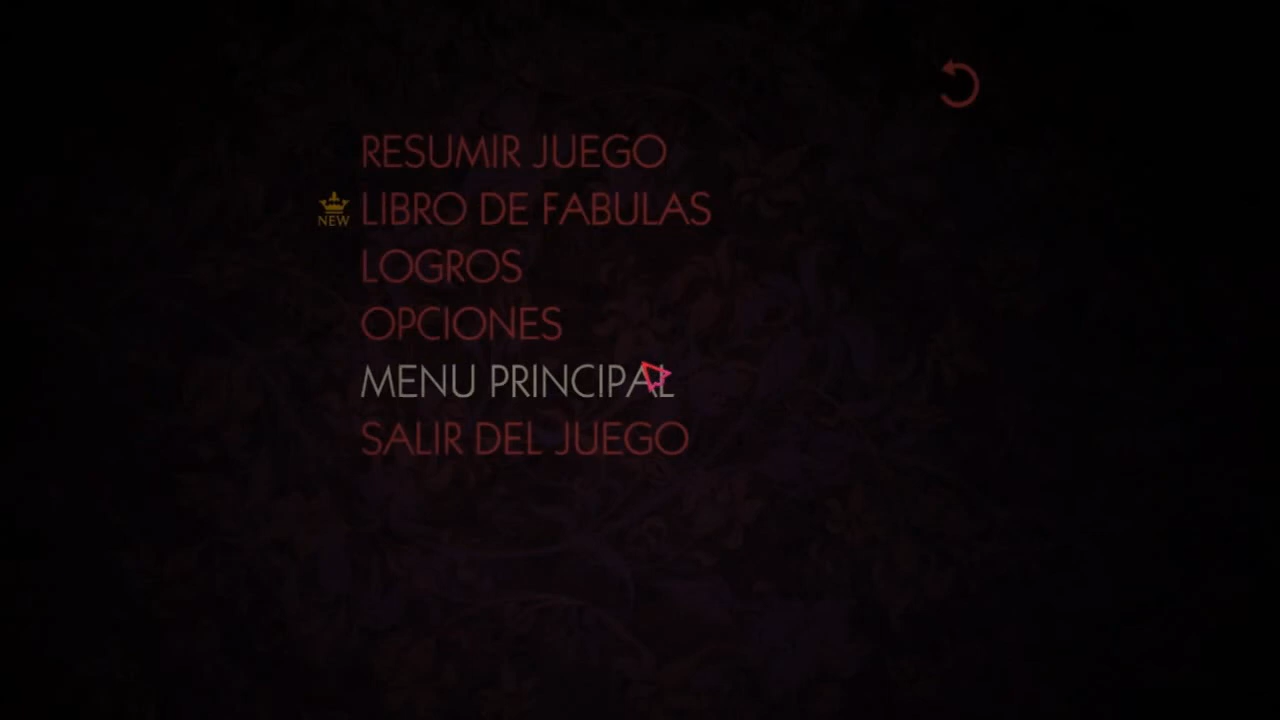 RESUMIR JUEGO
NEW LIBRO DE FABULAS
LOGROS
OPCIONES
MENU PRINCIPAL
SALIR DEL JUEGO